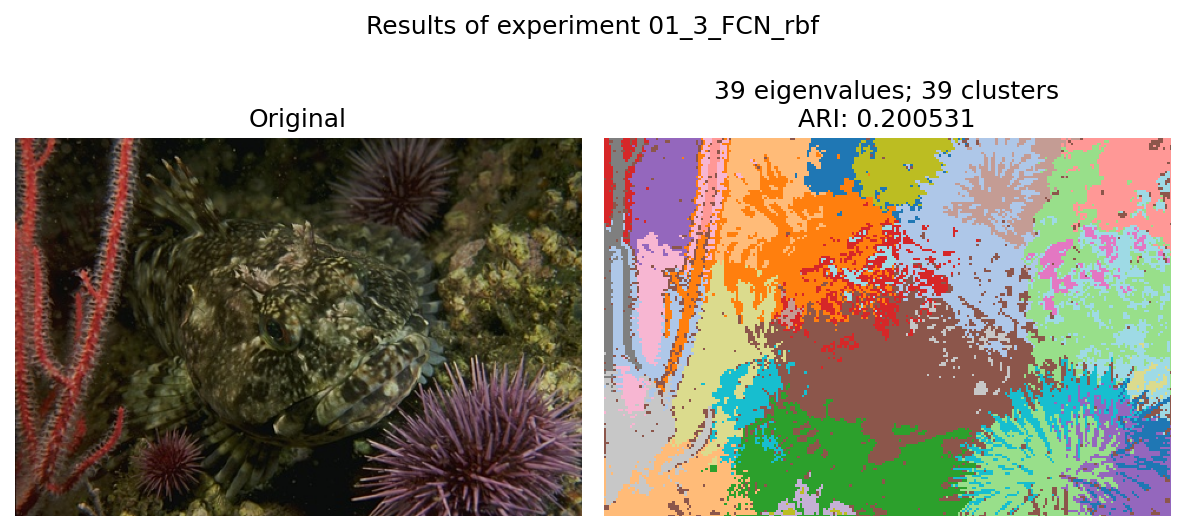 Results of experiment 01_3_FCN_rbf
Original
39 eigenvalues; 39 clusters
ARI: 0.200531